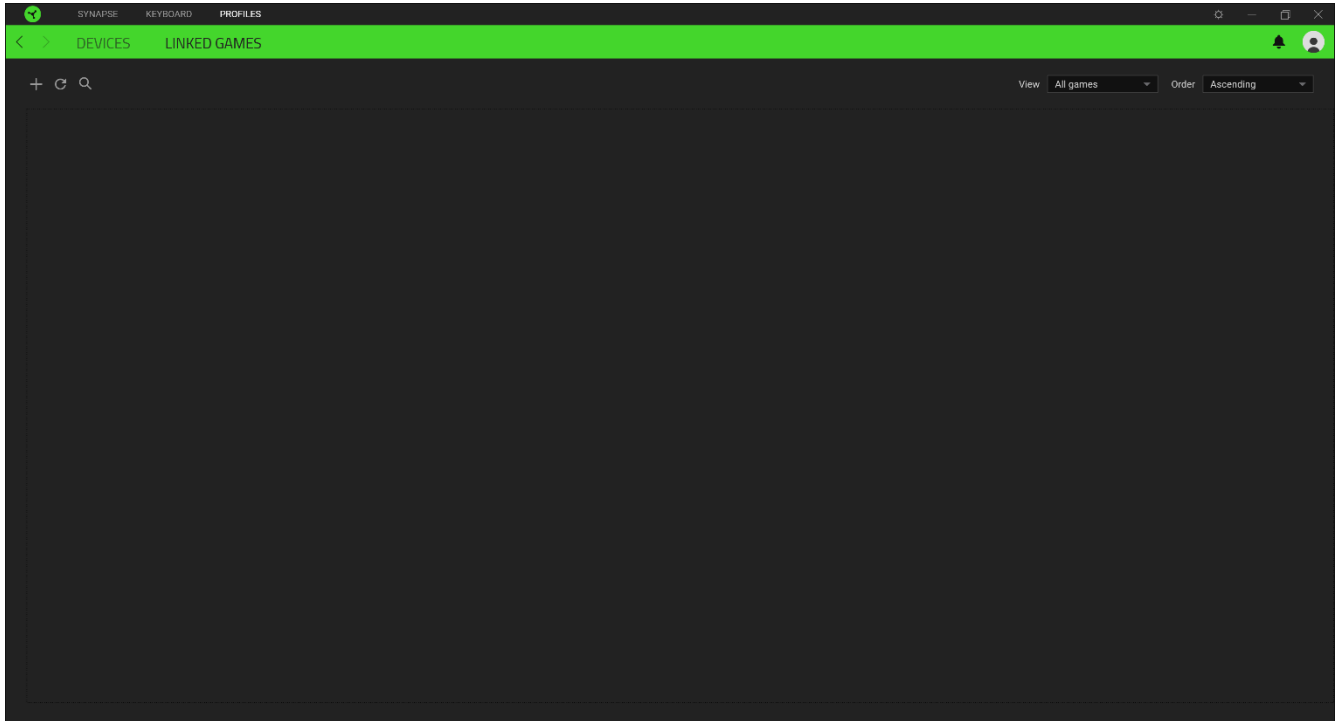 SYNAPSE KEYBOARD PROFILES
DEVICES LINKED GAMES
View All games Order Ascending